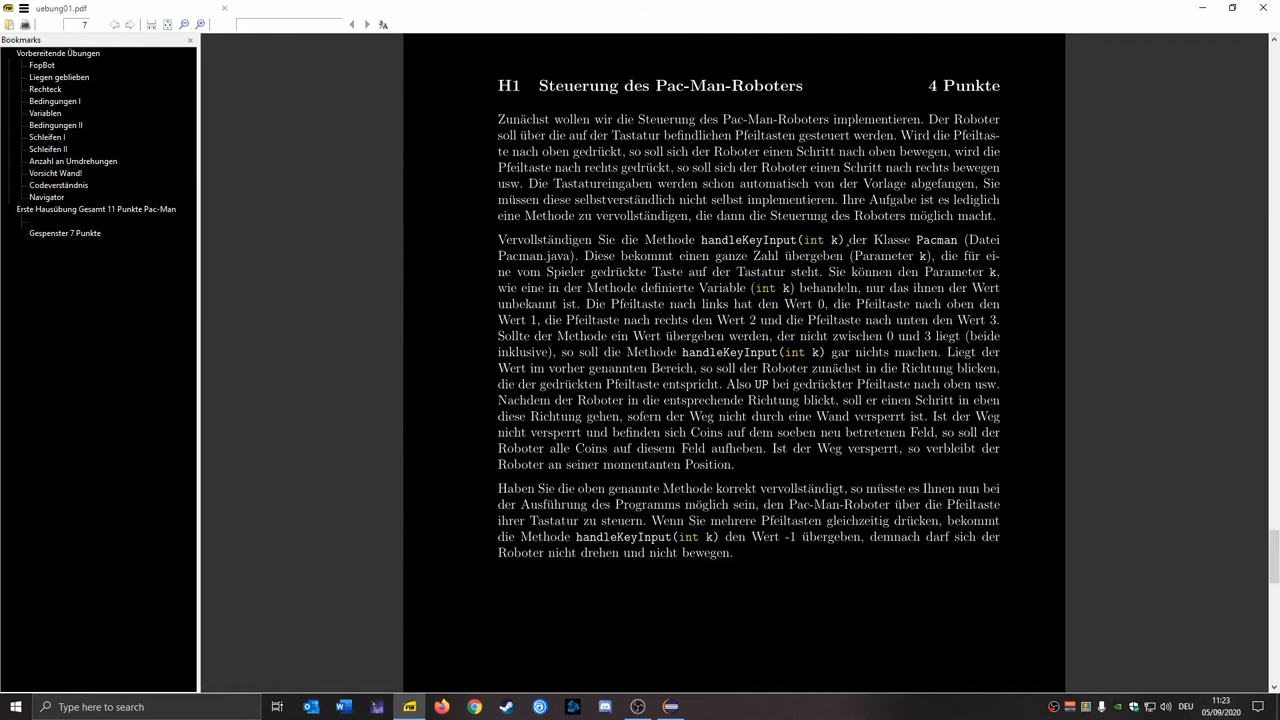 uebung01.pdf
7
Bookmarks
Vorbereitende Übungen
FopBot
Liegen geblieben
Rechteck
Bedingungen I
Variablen
Bedingungen II
Schleifen I
Schleifen II
Anzahl an Umdrehungen
Vorsicht Wand!
Codeverständnis
Navigator
Erste Hausübung Gesamt 11 Punkte Pac-Man
Gespenster 7 Punkte
H1 Steuerung des Pac-Man-Roboters 4 Punkte
Zunächst wollen wir die Steuerung des Pac-Man-Roboters implementieren. Der Roboter
soll über die auf der Tastatur befindlichen Pfeiltasten gesteuert werden. Wird die Pfeiltas-
te nach oben gedrückt, so soll sich der Roboter einen Schritt nach oben bewegen, wird die
Pfeiltaste nach rechts gedrückt, so soll sich der Roboter einen Schritt nach rechts bewegen
usw. Die Tastatureingaben werden schon automatisch von der Vorlage abgefangen, Sie
müssen diese selbstverständlich nicht selbst implementieren. Ihre Aufgabe ist es lediglich
eine Methode zu vervollständigen, die dann die Steuerung des Roboters möglich macht.
Vervollständigen Sie die Methode handleKeyInput(int k) der Klasse Pacman (Datei
Pacman.java). Diese bekommt einen ganze Zahl übergeben (Parameter k), die für ei-
ne vom Spieler gedrückte Taste auf der Tastatur steht. Sie können den Parameter k,
wie eine in der Methode definierte Variable (int k) behandeln, nur das ihnen der Wert
unbekannt ist. Die Pfeiltaste nach links hat den Wert 0, die Pfeiltaste nach oben den
Wert 1, die Pfeiltaste nach rechts den Wert 2 und die Pfeiltaste nach unten den Wert 3.
Sollte der Methode ein Wert übergeben werden, der nicht zwischen 0 und 3 liegt (beide
inklusive), so soll die Methode handleKeyInput(int k) gar nichts machen. Liegt der
Wert im vorher genannten Bereich, so soll der Roboter zunächst in die Richtung blicken,
die der gedrückten Pfeiltaste entspricht. Also UP bei gedrückter Pfeiltaste nach oben usw.
Nachdem der Roboter in die entsprechende Richtung blickt, soll er einen Schritt in eben
diese Richtung gehen, sofern der Weg nicht durch eine Wand versperrt ist. Ist der Weg
nicht versperrt und befinden sich Coins auf dem soeben neu betretenen Feld, so soll der
Roboter alle Coins auf diesem Feld aufheben. Ist der Weg versperrt, so verbleibt der
Roboter an seiner momentanten Position.
Haben Sie die oben genannte Methode korrekt vervollständigt, so müsste es Ihnen nun bei
der Ausführung des Programms möglich sein, den Pac-Man-Roboter über die Pfeiltaste
ihrer Tastatur zu steuern. Wenn Sie mehrere Pfeiltasten gleichzeitig drücken, bekommt
die Methode handleKeyInput(int k) den Wert -1 übergeben, demnach darf sich der
Roboter nicht drehen und nicht bewegen.
Type here to search
DEU
11:23
05/09/2020